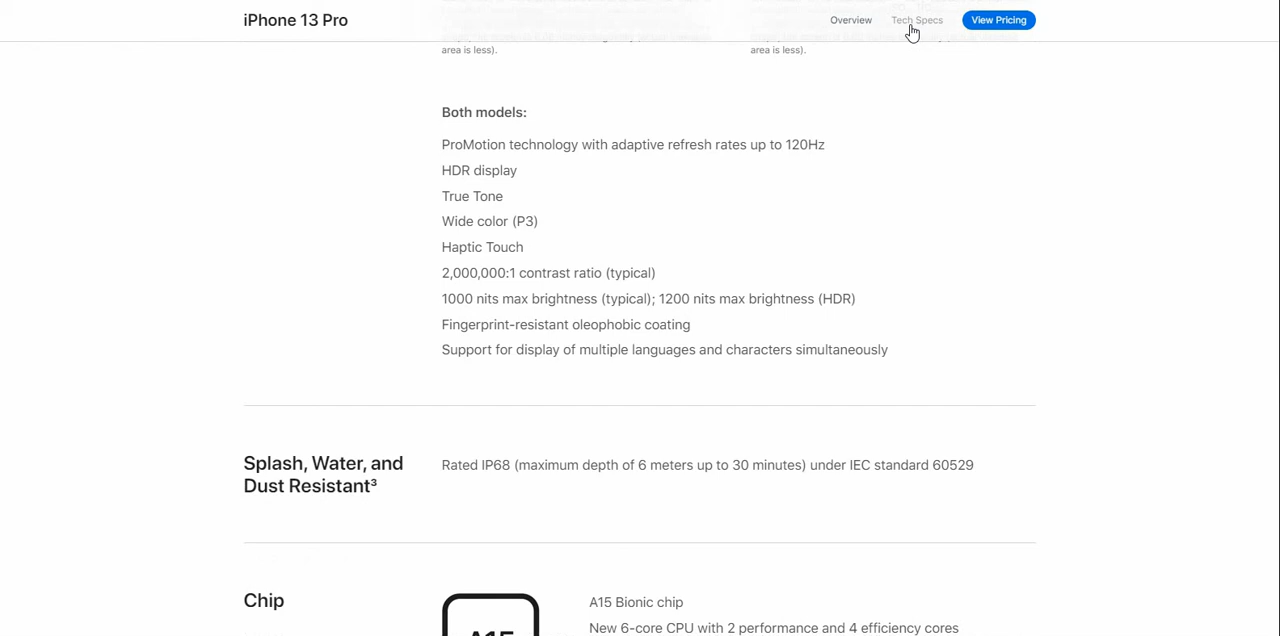 iPhone 13 Pro
Overview
Tech Specs
View Pricing
area is less).
area is less).
Both models:
ProMotion technology with adaptive refresh rates up to 120Hz
HDR display
True Tone
Wide color (P3)
Haptic Touch
2,000,000:1 contrast ratio (typical)
1000 nits max brightness (typical); 1200 nits max brightness (HDR)
Fingerprint-resistant oleophobic coating
Support for display of multiple languages and characters simultaneously
Splash, Water, and
Dust Resistant³
Rated IP68 (maximum depth of 6 meters up to 30 minutes) under IEC standard 60529
Chip
A15
A15 Bionic chip
New 6-core CPU with 2 performance and 4 efficiency cores